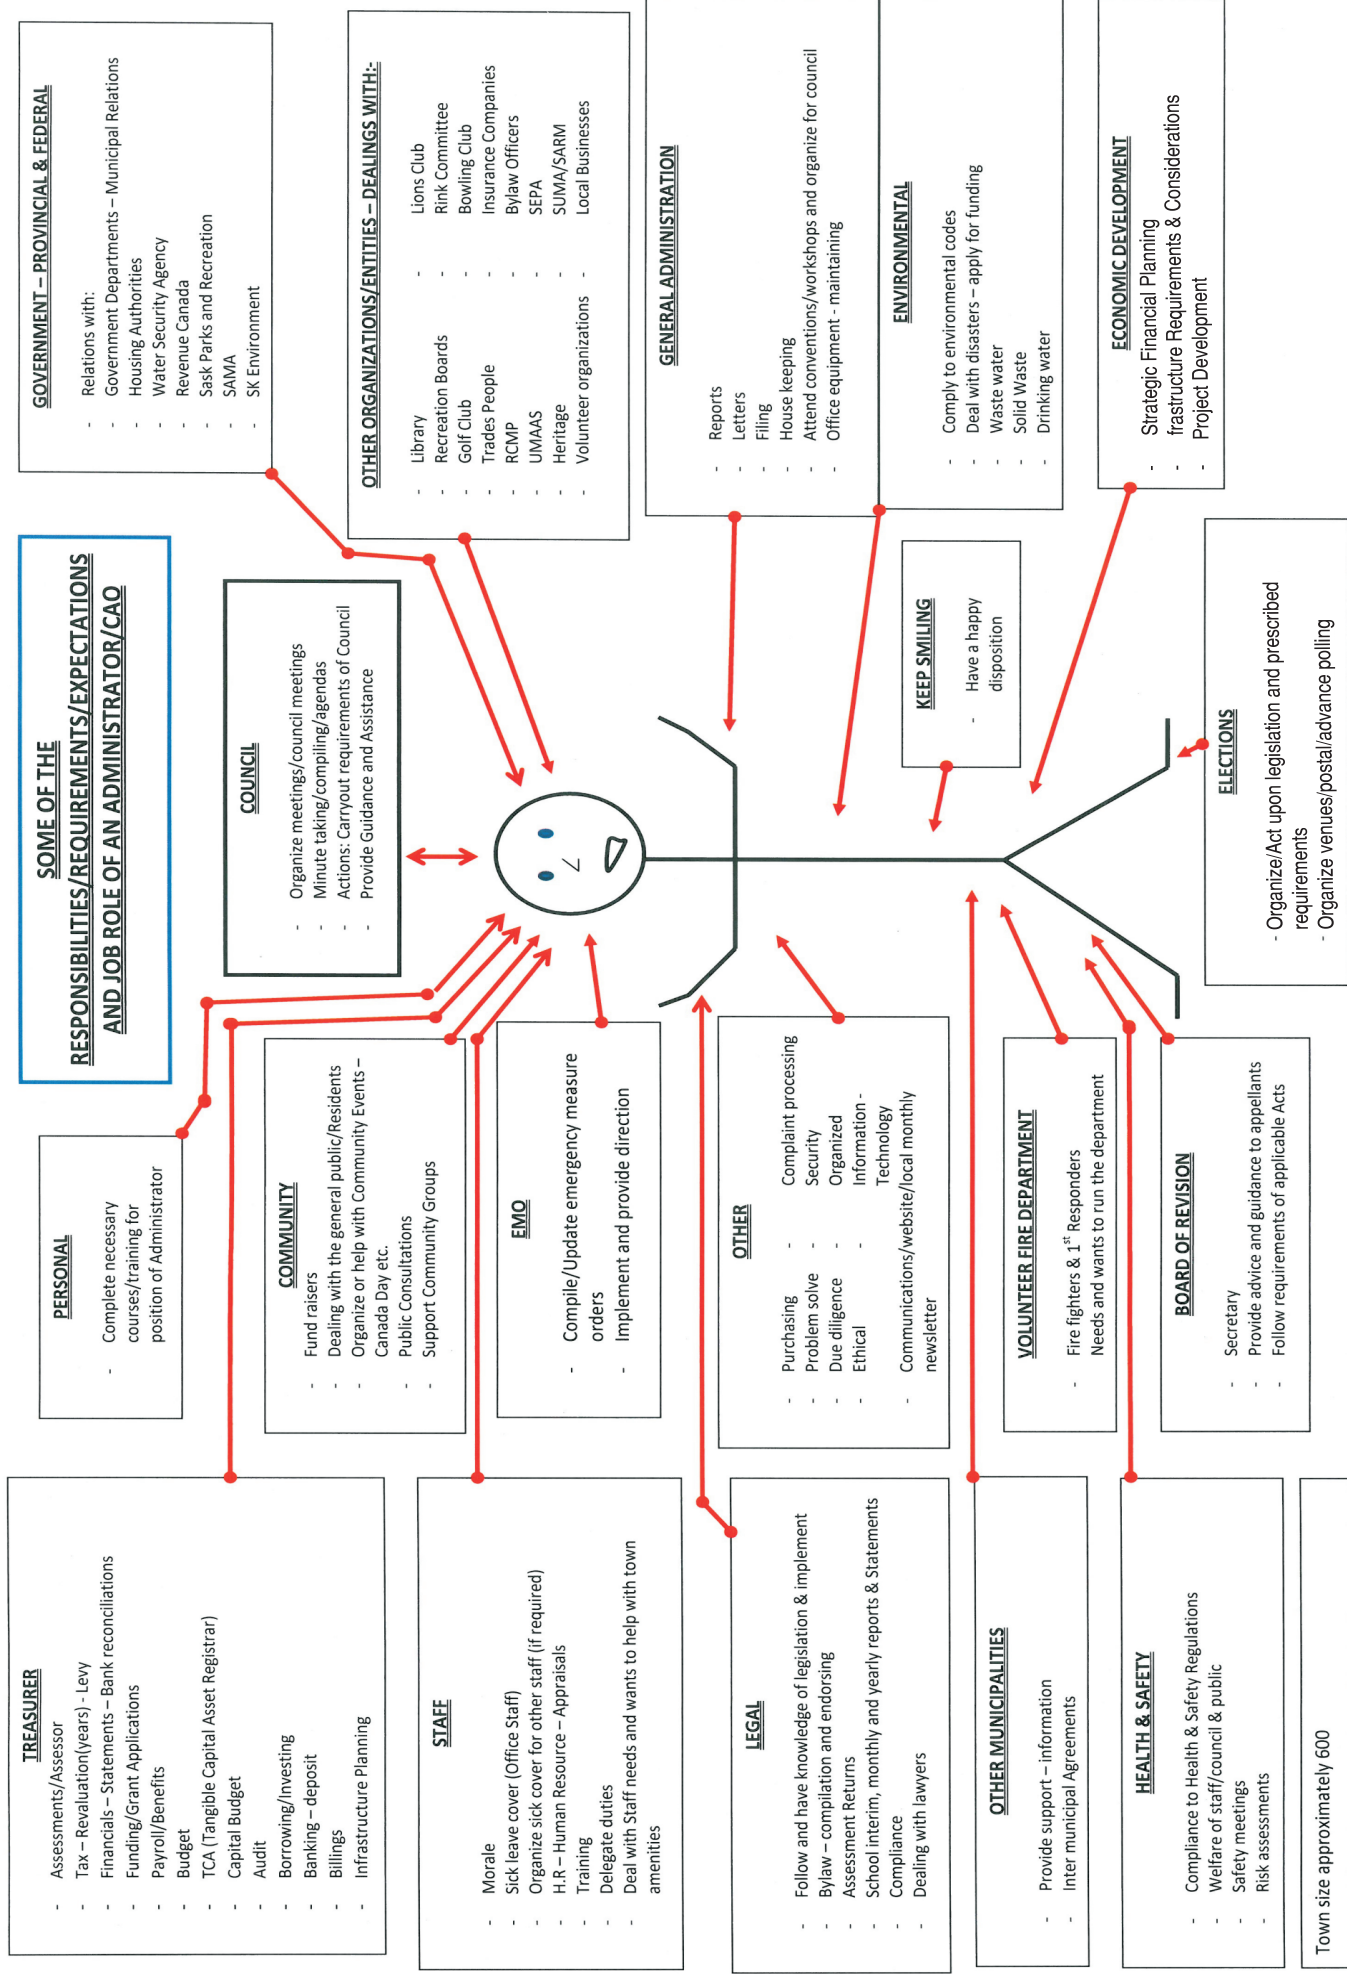 SOME OF THE
RESPONSIBILITIES/REQUIREMENTS/EXPECTATIONS
AND JOB ROLE OF AN ADMINISTRATOR/CAO
TREASURER
- Assessments/Assessor
- Tax – Revaluation(years) - Levy
- Financials – Statements – Bank reconciliations
- Funding/Grant Applications
- Payroll/Benefits
- Budget
- TCA (Tangible Capital Asset Registrar)
- Capital Budget
- Audit
- Borrowing/Investing
- Banking – deposit
- Billings
- Infrastructure Planning
PERSONAL
- Complete necessary
courses/training for
position of Administrator
COUNCIL
- Organize meetings/council meetings
- Minute taking/compiling/agendas
- Actions: Carryout requirements of Council
- Provide Guidance and Assistance
GOVERNMENT – PROVINCIAL & FEDERAL
- Relations with:
- Government Departments – Municipal Relations
- Housing Authorities
- Water Security Agency
- Revenue Canada
- Sask Parks and Recreation
- SAMA
- SK Environment
COMMUNITY
- Fund raisers
- Dealing with the general public/Residents
- Organize or help with Community Events –
Canada Day etc.
- Public Consultations
- Support Community Groups
OTHER ORGANIZATIONS/ENTITIES – DEALINGS WITH:-
- Library - Lions Club
- Recreation Boards - Rink Committee
- Golf Club - Bowling Club
- Trades People - Insurance Companies
- RCMP - Bylaw Officers
- UMAAS - SEPA
- Heritage - SUMA/SARM
- Volunteer organizations - Local Businesses
STAFF
- Morale
- Sick leave cover (Office Staff)
- Organize sick cover for other staff (if required)
- H.R – Human Resource – Appraisals
- Training
- Delegate duties
- Deal with Staff needs and wants to help with town
amenities
EMO
- Compile/Update emergency measure
orders
- Implement and provide direction
GENERAL ADMINISTRATION
- Reports
- Letters
- Filing
- House keeping
- Attend conventions/workshops and organize for council
- Office equipment - maintaining
LEGAL
- Follow and have knowledge of legislation & implement
- Bylaw – compilation and endorsing
- Assessment Returns
- School interim, monthly and yearly reports & Statements
- Compliance
- Dealing with lawyers
OTHER
- Purchasing - Complaint processing
- Problem solve - Security
- Due diligence - Organized
- Ethical - Information -
Technology
- Communications/website/local monthly
newsletter
ENVIRONMENTAL
- Comply to environmental codes
- Deal with disasters – apply for funding
- Waste water
- Solid Waste
- Drinking water
KEEP SMILING
- Have a happy
disposition
OTHER MUNICIPALITIES
- Provide support – information
- Inter municipal Agreements
VOLUNTEER FIRE DEPARTMENT
- Fire fighters & 1st Responders
Needs and wants to run the department
ECONOMIC DEVELOPMENT
- Strategic Financial Planning
- frastructure Requirements & Considerations
- Project Development
HEALTH & SAFETY
- Compliance to Health & Safety Regulations
- Welfare of staff/council & public
- Safety meetings
- Risk assessments
BOARD OF REVISION
- Secretary
- Provide advice and guidance to appellants
- Follow requirements of applicable Acts
ELECTIONS
- Organize/Act upon legislation and prescribed
requirements
- Organize venues/postal/advance polling
Town size approximately 600